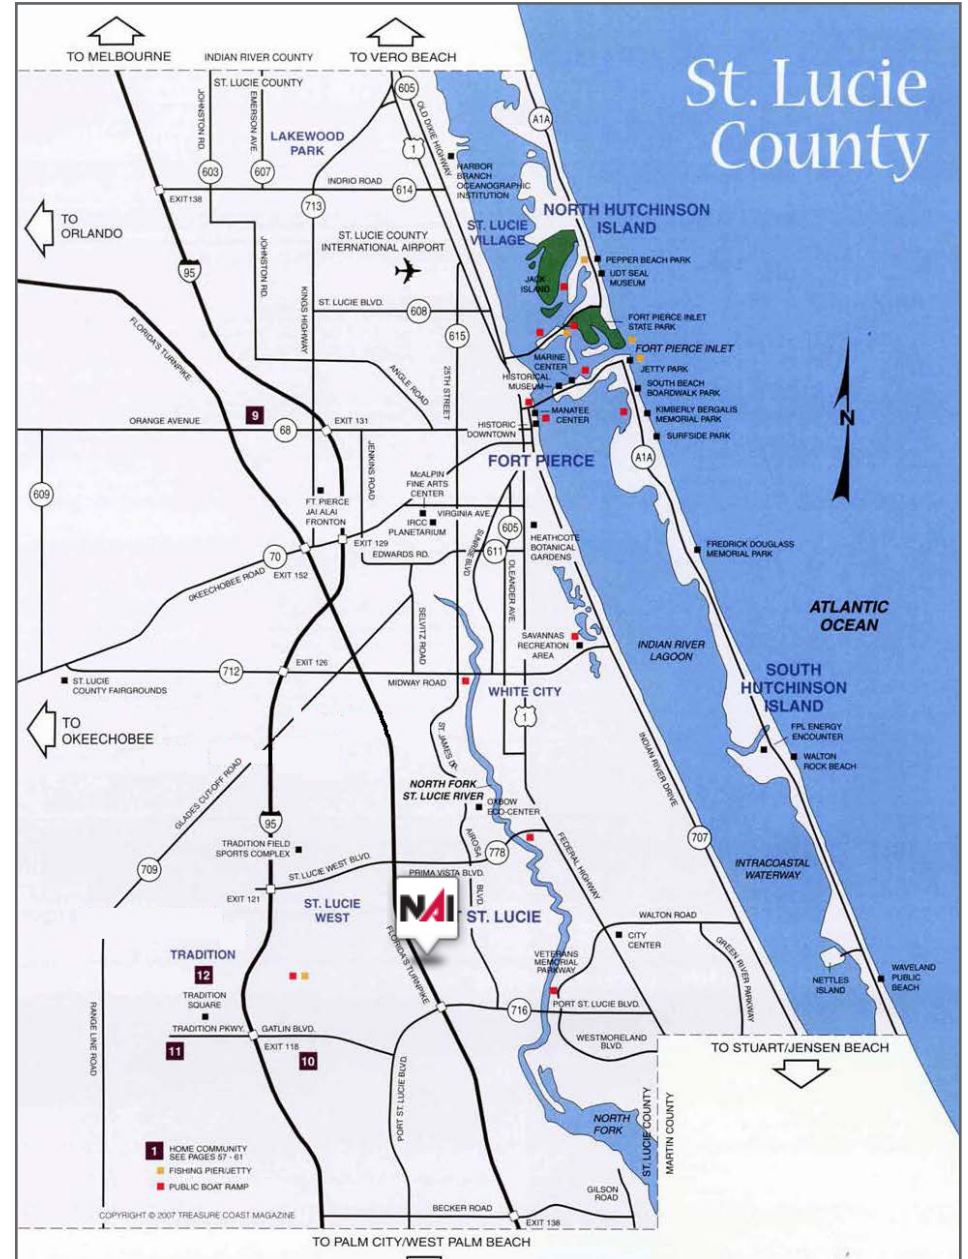 TO MELBOURNE
INDIAN RIVER COUNTY
TO VERO BEACH
ST. LUCIE COUNTY
St. Lucie
County
JOHNSTON RD.
EMERSON AVE.
605
OLD DIXIE HIGHWAY
A1A
LAKEWOOD
PARK
1
HARBOR
BRANCH
OCEANOGRAPHIC
INSTITUTION
603
607
INDRIO ROAD
614
EXIT138
713
TO
ORLANDO
NORTH HUTCHINSON
ISLAND
ST. LUCIE
VILLAGE
ST. LUCIE COUNTY
INTERNATIONAL AIRPORT
JOHNSTON RD.
95
PEPPER BEACH PARK
UDT SEAL
MUSEUM
JACK
ISLAND
KINGS HIGHWAY
ST. LUCIE BLVD.
608
615
FORT PIERCE INLET
STATE PARK
FLORIDA'S TURNPIKE
FORT PIERCE INLET
MARINE
CENTER
JETTY PARK
HISTORICAL
MUSEUM
SOUTH BEACH
BOARDWALK PARK
ANGLE ROAD
25TH STREET
N
9
ORANGE AVENUE
68
EXIT 131
MANATEE
CENTER
KIMBERLY BERGALIS
MEMORIAL PARK
HISTORIC
DOWNTOWN
SURFSIDE PARK
JENKINS ROAD
FORT PIERCE
A1A
609
McALPIN
FINE ARTS
CENTER
FT. PIERCE
JAI ALAI
FRONTON
VIRGINIA AVE.
IRCC
PLANETARIUM
605
HEATHCOTE
BOTANICAL
GARDENS
SUNRISE BLVD
EXIT 129
EDWARDS RD.
611
70
EXIT 152
OKEECHOBEE ROAD
OLEANDER AVE.
FREDRICK DOUGLASS
MEMORIAL PARK
SELVITZ ROAD
ATLANTIC
OCEAN
SAVANNAS
RECREATION
AREA
INDIAN RIVER
LAGOON
EXIT 126
712
ST. LUCIE
COUNTY FAIRGROUNDS
MIDWAY ROAD
WHITE CITY
SOUTH
HUTCHINSON
ISLAND
TO
OKEECHOBEE
1
ST. JAMES DR.
FPL ENERGY
ENCOUNTER
INDIAN RIVER DRIVE
WALTON
ROCK BEACH
GLADES CUT-OFF ROAD
NORTH FORK
ST. LUCIE RIVER
OXBOW
ECO-CENTER
95
AIROSA
BLVD.
FEDERAL HIGHWAY
707
TRADITION FIELD
SPORTS COMPLEX
778
709
ST. LUCIE WEST BLVD.
PRIMA VISTA BLVD.
INTRACOASTAL
WATERWAY
EXIT 121
ST. LUCIE
WEST
NAI
ST. LUCIE
WALTON ROAD
CITY
CENTER
FLORIDA'S TURNPIKE
GREEN RIVER PARKWAY
TRADITION
12
VETERANS
MEMORIAL
PARKWAY
NETTLES
ISLAND
WAVELAND
PUBLIC
BEACH
TRADITION
SQUARE
RANGE LINE ROAD
716
PORT ST. LUCIE BLVD.
TRADITION PKWY.
GATLIN BLVD.
11
EXIT 118
10
WESTMORELAND
BLVD.
TO STUART/JENSEN BEACH
PORT ST. LUCIE BLVD.
NORTH
FORK
ST. LUCIE COUNTY
MARTIN COUNTY
1
HOME COMMUNITY
SEE PAGES 57 - 61
FISHING PIER/JETTY
PUBLIC BOAT RAMP
GILSON
ROAD
COPYRIGHT © 2007 TREASURE COAST MAGAZINE
BECKER ROAD
EXIT 138
TO PALM CITY/WEST PALM BEACH